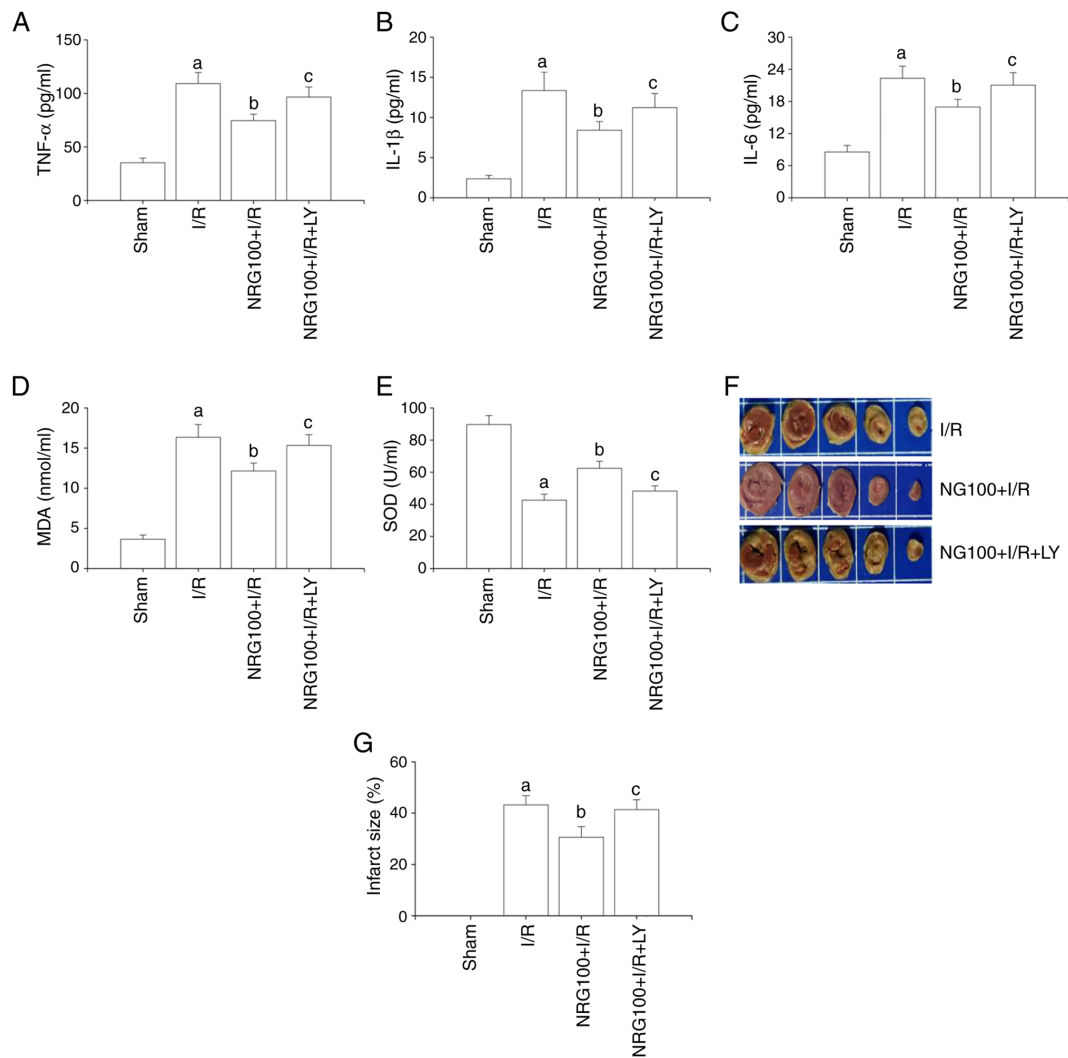 A
TNF-α (pg/ml)
150
100
50
0
a
b
c
Sham
I/R
NRG100+I/R
NRG100+I/R+LY
B
IL-1β (pg/ml)
20
15
10
5
0
a
b
c
Sham
I/R
NRG100+I/R
NRG100+I/R+LY
C
IL-6 (pg/ml)
30
24
18
12
6
0
a
b
c
Sham
I/R
NRG100+I/R
NRG100+I/R+LY
D
MDA (nmol/ml)
20
15
10
5
0
a
b
c
Sham
I/R
NRG100+I/R
NRG100+I/R+LY
E
SOD (U/ml)
100
80
60
40
20
0
a
b
c
Sham
I/R
NRG100+I/R
NRG100+I/R+LY
F
I/R
NG100+I/R
NG100+I/R+LY
G
Infarct size (%)
60
40
20
0
a
b
c
Sham
I/R
NRG100+I/R
NRG100+I/R+LY